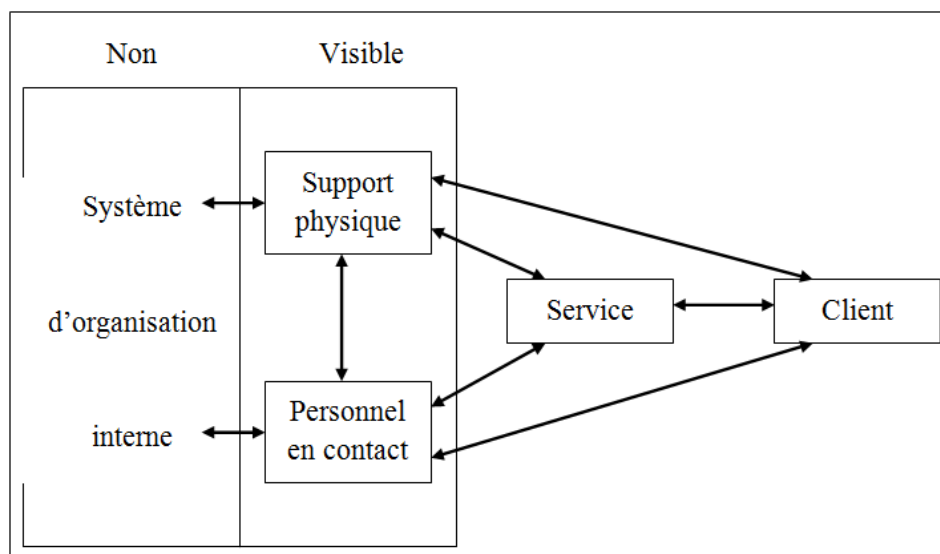 Non
Visible
Support
physique
Système
d’organisation
Service
Client
Personnel
en contact
interne